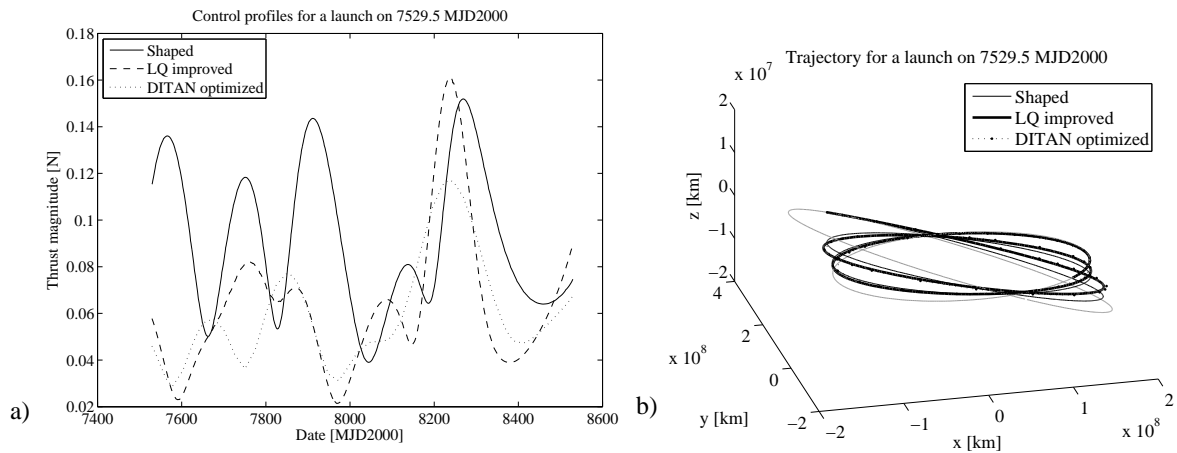 Control profiles for a launch on 7529.5 MJD2000
0.18
0.16
0.14
0.12
0.1
0.08
0.06
0.04
0.02
Thrust magnitude [N]
Shaped
LQ improved
DITAN optimized
7400
7600
7800
8000
8200
8400
8600
Date [MJD2000]
a)
Trajectory for a launch on 7529.5 MJD2000
x 10^7
Shaped
LQ improved
DITAN optimized
2
1
0
−1
−2
z [km]
4
2
0
−2
x 10^8
y [km]
−2
−1
0
1
2
x 10^8
x [km]
b)